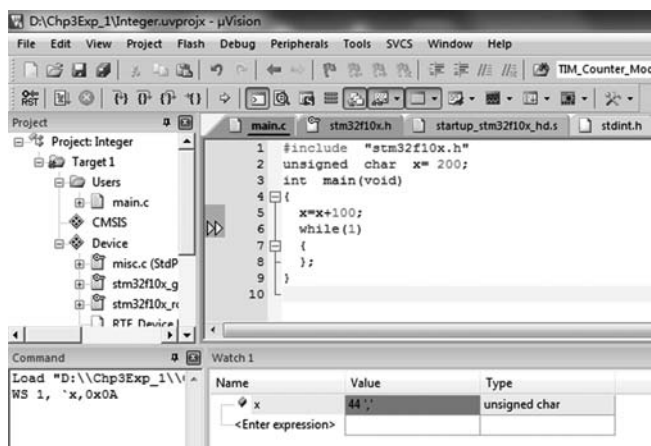 D:\Chp3Exp_1\Integer.uvprojx - µVision
File Edit View Project Flash Debug Peripherals Tools SVCS Window Help
TIM_Counter_Mod
RST
Project
Project: Integer
Target 1
Users
main.c
CMSIS
Device
misc.c (StdP
stm32f10x_g
stm32f10x_rc
RTE_Device
main.c stm32f10x.h startup_stm32f10x_hd.s stdint.h
1 #include "stm32f10x.h"
2 unsigned char x= 200;
3 int main(void)
4 {
5 x=x+100;
6 while(1)
7 {
8 };
9 }
10
Command
Load "D:\\Chp3Exp_1\\
WS 1, `x,0x0A
Watch 1
Name Value Type
x 44 ',' unsigned char
<Enter expression>